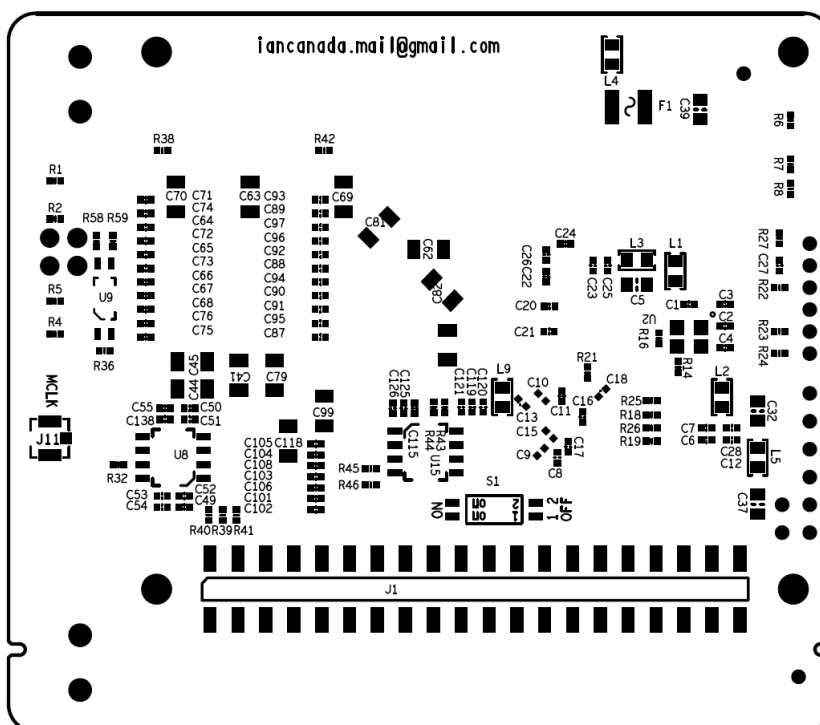 iancanada.mail@gmail.com
L4
F1
C39
R6
R38
R42
R7
R1
R8
C70
C71
C63
C93
C69
C74
C89
R2
C64
C97
C81
R58 R59
C72
C96
C24
R27
C65
C92
C62
L3
L1
C73
C88
C26
C22
C23
C25
C27
C66
C94
C5
R22
R5
U9
C67
C90
C82
C68
C91
C20
C1
C3
C76
C95
U2
C2
R4
C75
C87
C21
R16
C4
R23
R36
R24
C45
C44
C41
C79
R21
R14
MCLK
C126
C125
C121
C119
C120
L9
C10
C18
L2
C55
C50
C99
C13
C11
C16
R25
C32
C138
C51
R18
J11
U8
C105
C118
C115
R44
R43
U15
C15
R26
C7
C104
C17
R19
C6
C108
C9
C8
C28
R32
C103
R45
C12
L5
C53
C52
C106
R46
S1
C54
C49
C101
NO
ON
ON
2
1
1 2
OFF
C37
C102
R40
R39
R41
J1